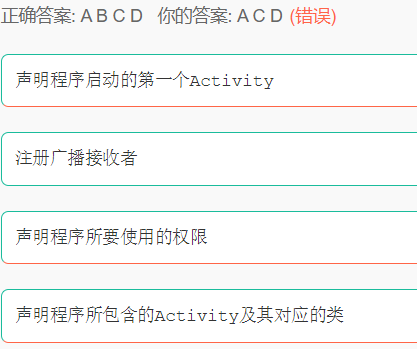 正确答案: A B C D 你的答案: A C D (错误)
声明程序启动的第一个Activity
注册广播接收者
声明程序所要使用的权限
声明程序所包含的Activity及其对应的类